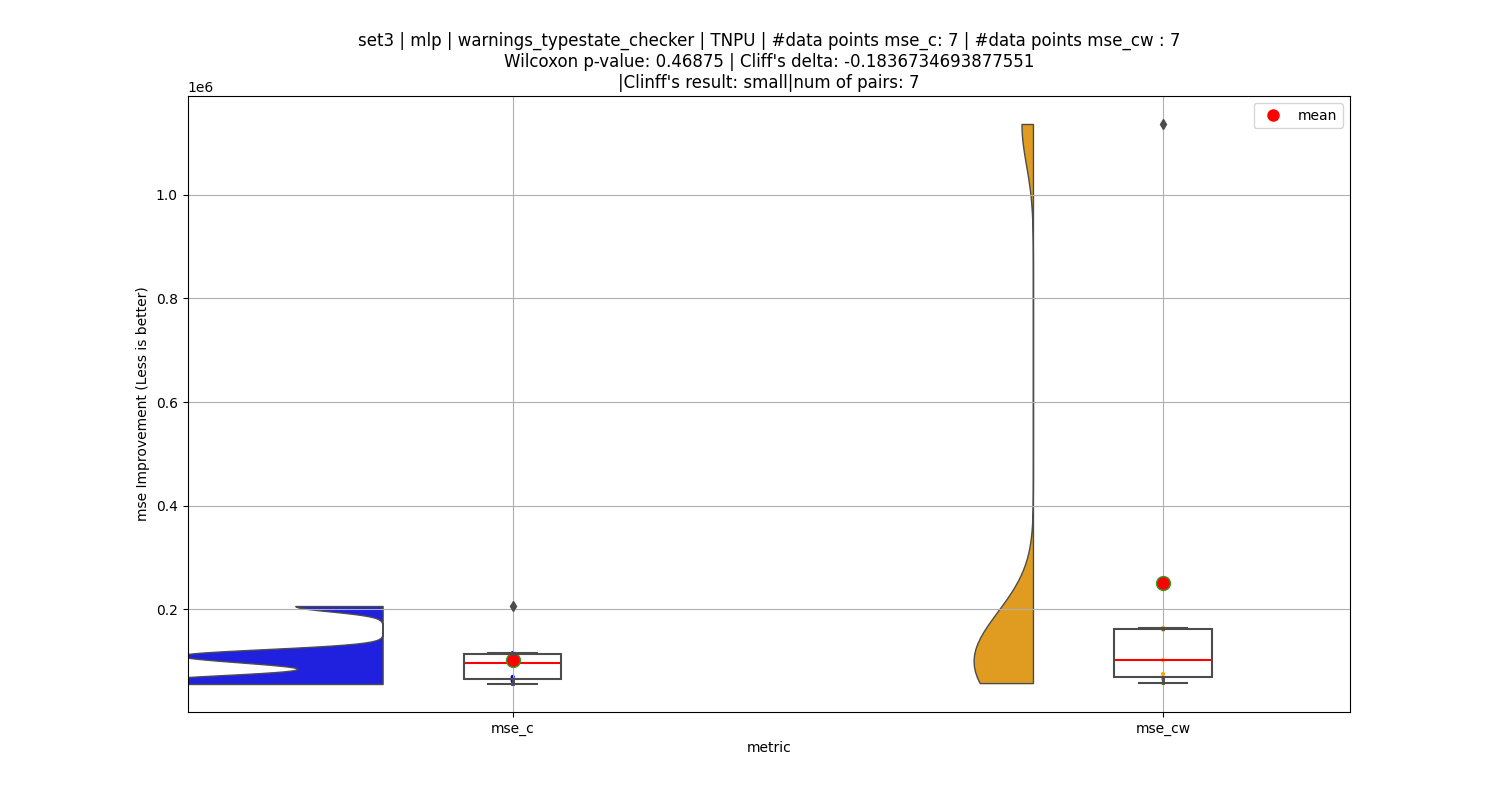 set3 | mlp | warnings_typestate_checker | TNPU | #data points mse_c: 7 | #data points mse_cw : 7
Wilcoxon p-value: 0.46875 | Cliff's delta: -0.1836734693877551
|Clinff's result: small|num of pairs: 7
1e6
mean
1.0
0.8
0.6
0.4
0.2
mse Improvement (Less is better)
mse_c
mse_cw
metric